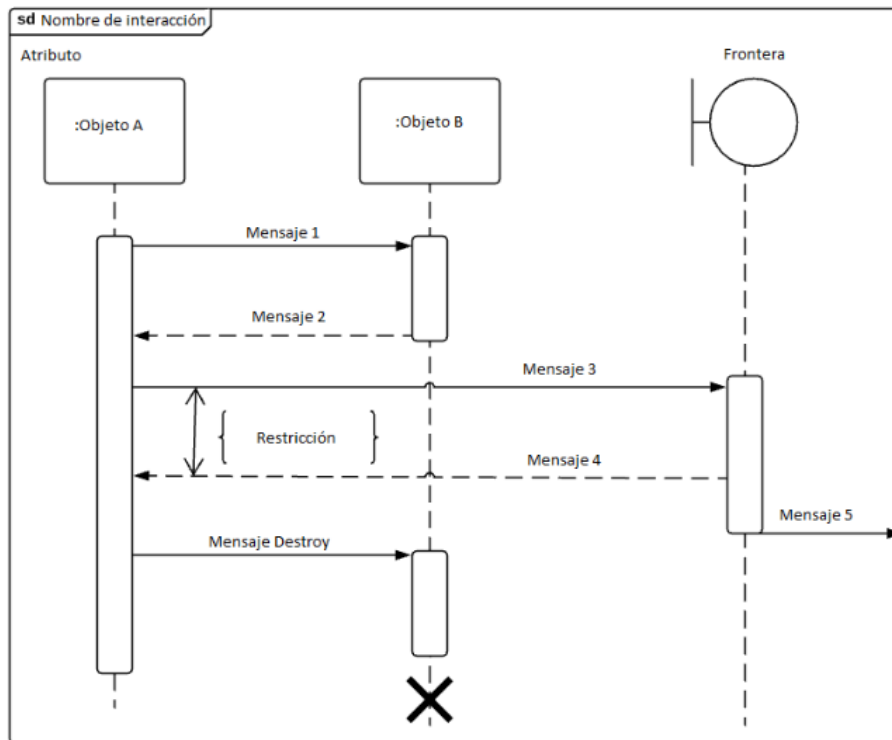 sd Nombre de interacción
Atributo
Frontera
:Objeto A
:Objeto B
Mensaje 1
Mensaje 2
Mensaje 3
{ Restricción }
Mensaje 4
Mensaje 5
Mensaje Destroy